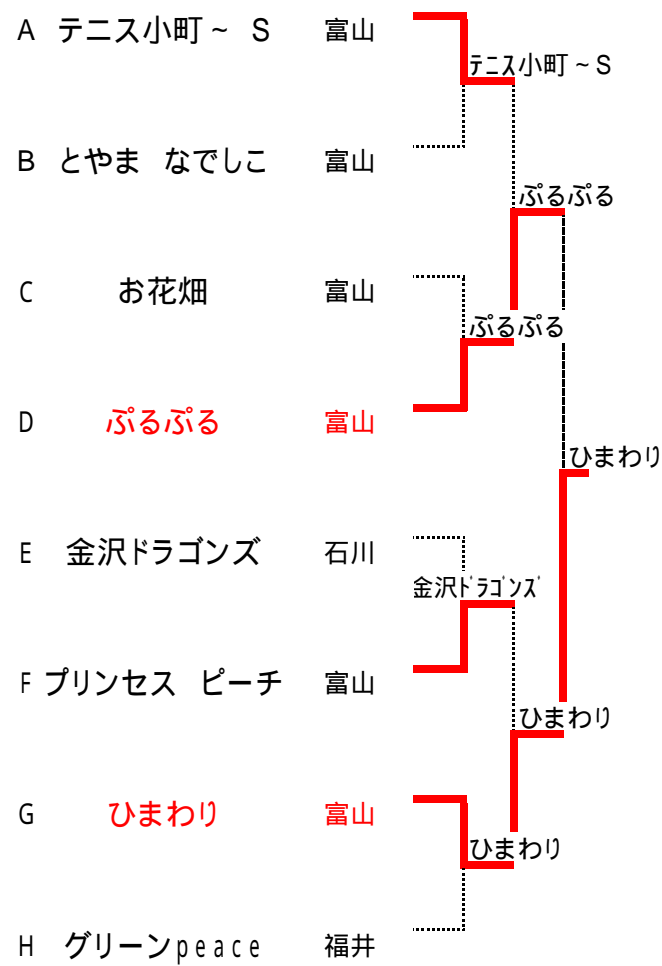 A テニス小町～ S 富山
テニス小町～S
B とやま なでしこ 富山
ぷるぷる
C お花畑 富山
ぷるぷる
D ぷるぷる 富山
ひまわり
E 金沢ドラゴンズ 石川
金沢ﾄﾞﾗｺﾞﾝｽﾞ
F プリンセス ピーチ 富山
ひまわり
G ひまわり 富山
ひまわり
H グリーンpeace 福井